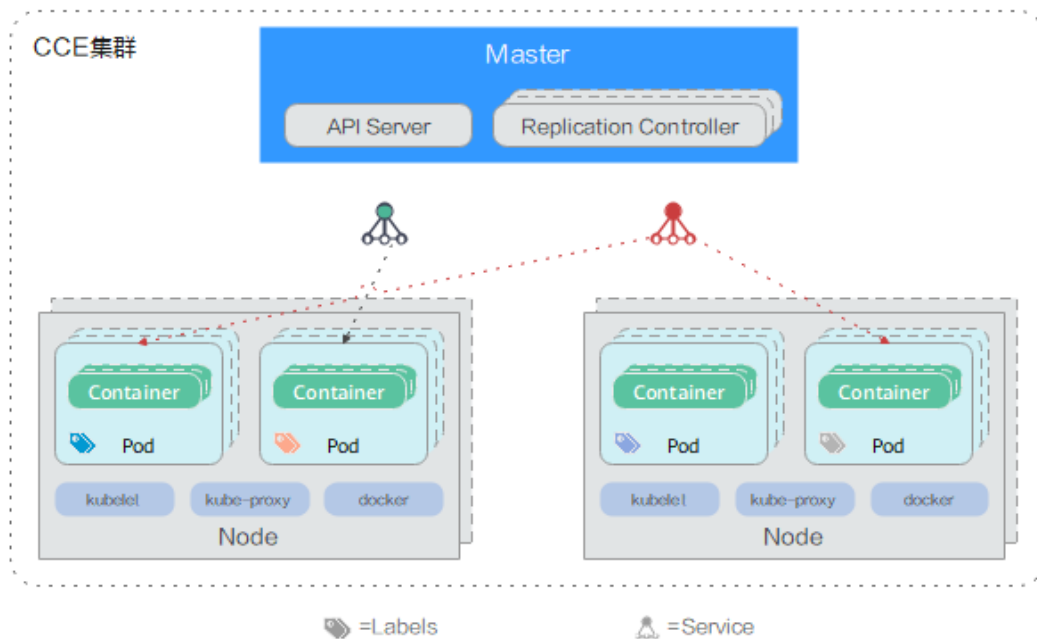 CCE集群
Master
API Server
Replication Controller
Container
Container
Container
Container
Pod
Pod
Pod
Pod
kubelet
kube-proxy
docker
kubelet
kube-proxy
docker
Node
Node
=Labels
=Service